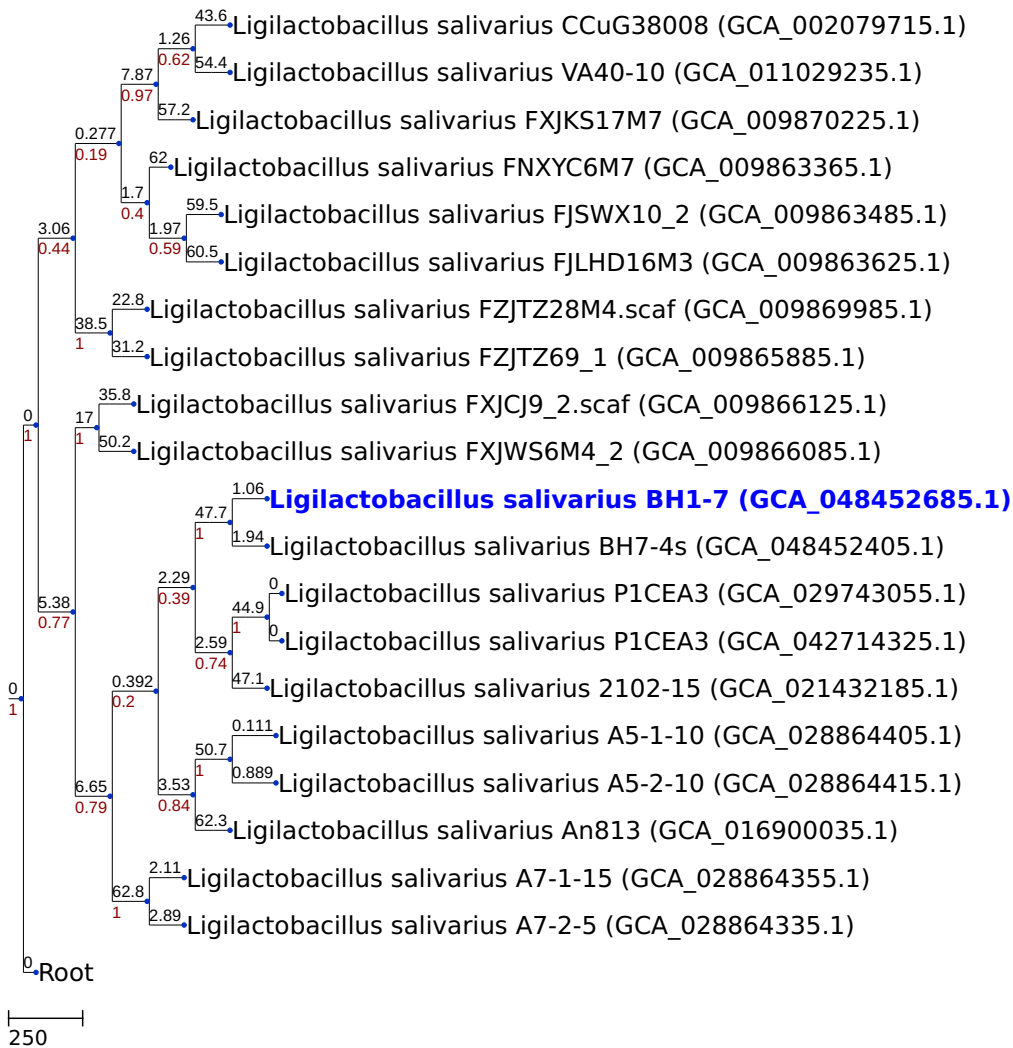 43.6 Ligilactobacillus salivarius CCuG38008 (GCA_002079715.1)
1.26
0.62
54.4 Ligilactobacillus salivarius VA40-10 (GCA_011029235.1)
7.87
0.97
57.2 Ligilactobacillus salivarius FXJKS17M7 (GCA_009870225.1)
0.277
0.19
62 Ligilactobacillus salivarius FNXYC6M7 (GCA_009863365.1)
1.7
0.4
59.5 Ligilactobacillus salivarius FJSWX10_2 (GCA_009863485.1)
3.06
0.44
1.97
0.59
60.5 Ligilactobacillus salivarius FJLHD16M3 (GCA_009863625.1)
22.8 Ligilactobacillus salivarius FZJTZ28M4.scaf (GCA_009869985.1)
38.5
1
31.2 Ligilactobacillus salivarius FZJTZ69_1 (GCA_009865885.1)
35.8 Ligilactobacillus salivarius FXJCJ9_2.scaf (GCA_009866125.1)
0
1
17
1
50.2 Ligilactobacillus salivarius FXJWS6M4_2 (GCA_009866085.1)
1.06 Ligilactobacillus salivarius BH1-7 (GCA_048452685.1)
47.7
1
1.94 Ligilactobacillus salivarius BH7-4s (GCA_048452405.1)
2.29
0.39
0 Ligilactobacillus salivarius P1CEA3 (GCA_029743055.1)
5.38
0.77
44.9
1
0 Ligilactobacillus salivarius P1CEA3 (GCA_042714325.1)
2.59
0.74
47.1 Ligilactobacillus salivarius 2102-15 (GCA_021432185.1)
0
1
0.392
0.2
0.111 Ligilactobacillus salivarius A5-1-10 (GCA_028864405.1)
50.7
1
0.889 Ligilactobacillus salivarius A5-2-10 (GCA_028864415.1)
6.65
0.79
3.53
0.84
62.3 Ligilactobacillus salivarius An813 (GCA_016900035.1)
2.11 Ligilactobacillus salivarius A7-1-15 (GCA_028864355.1)
62.8
1
2.89 Ligilactobacillus salivarius A7-2-5 (GCA_028864335.1)
0 Root
250